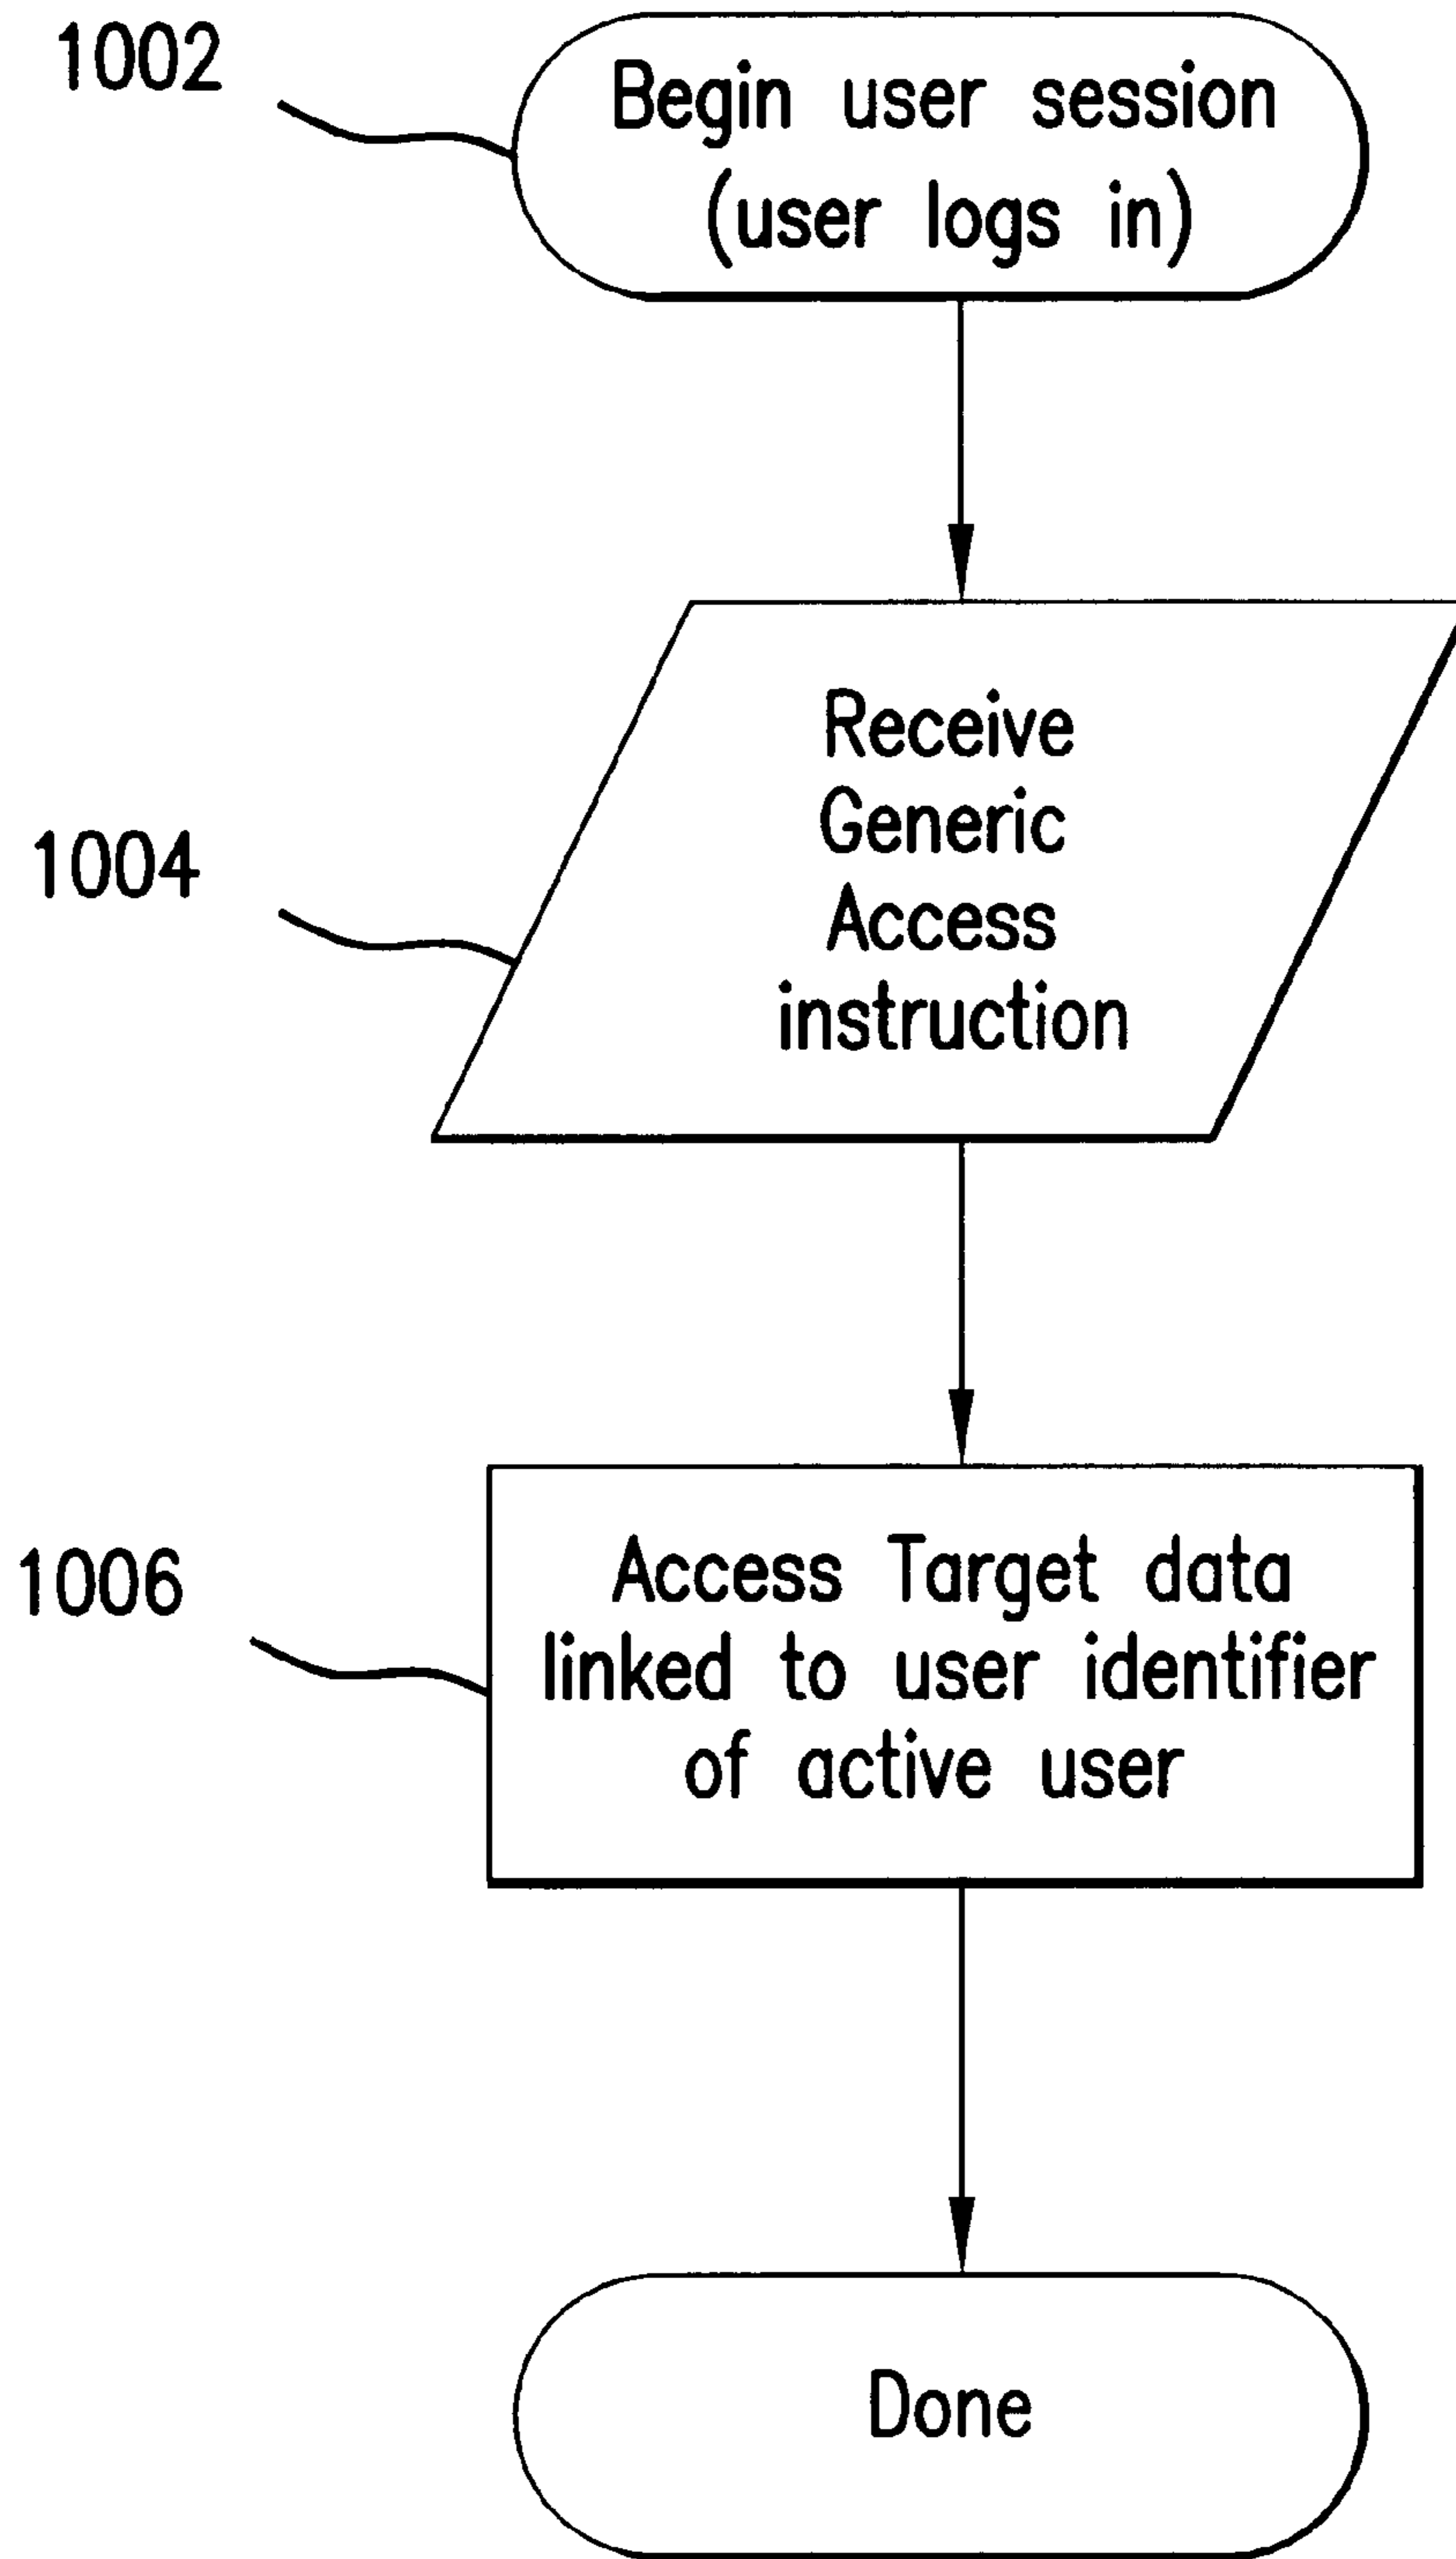 1002
Begin user session
(user logs in)
1004
Receive
Generic
Access
instruction
1006
Access Target data
linked to user identifier
of active user
Done